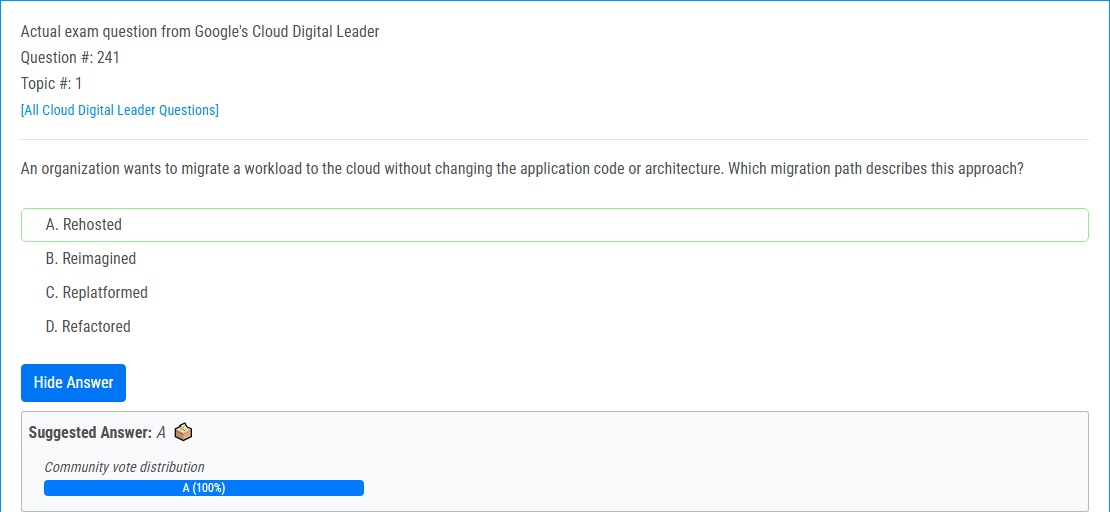 Actual exam question from Google's Cloud Digital Leader
Question #: 241
Topic #: 1
[All Cloud Digital Leader Questions]
An organization wants to migrate a workload to the cloud without changing the application code or architecture. Which migration path describes this approach?
A. Rehosted
B. Reimagined
C. Replatformed
D. Refactored
Hide Answer
Suggested Answer: A
Community vote distribution
A (100%)